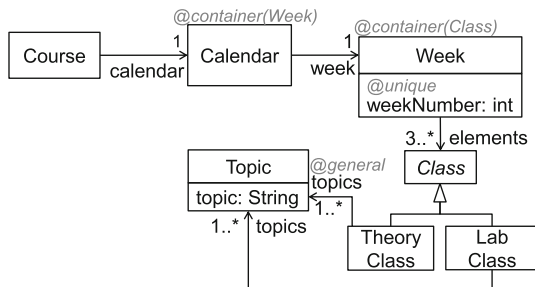 @container(Week)
@container(Class)
1
1
Course
Calendar
Week
calendar
week
@unique
weekNumber: int
3..*
elements
Topic
@general
Class
topics
topic: String
1..*
1..*
topics
Theory
Class
Lab
Class